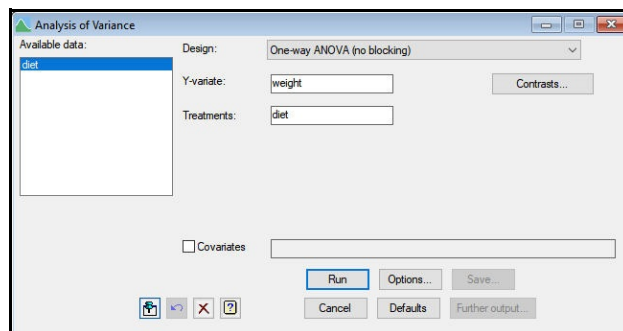 Analysis of Variance
Available data:
diet
Design: One-way ANOVA (no blocking)
Y-variate: weight Contrasts...
Treatments: diet
Covariates
Run Options... Save...
Cancel Defaults Further output...